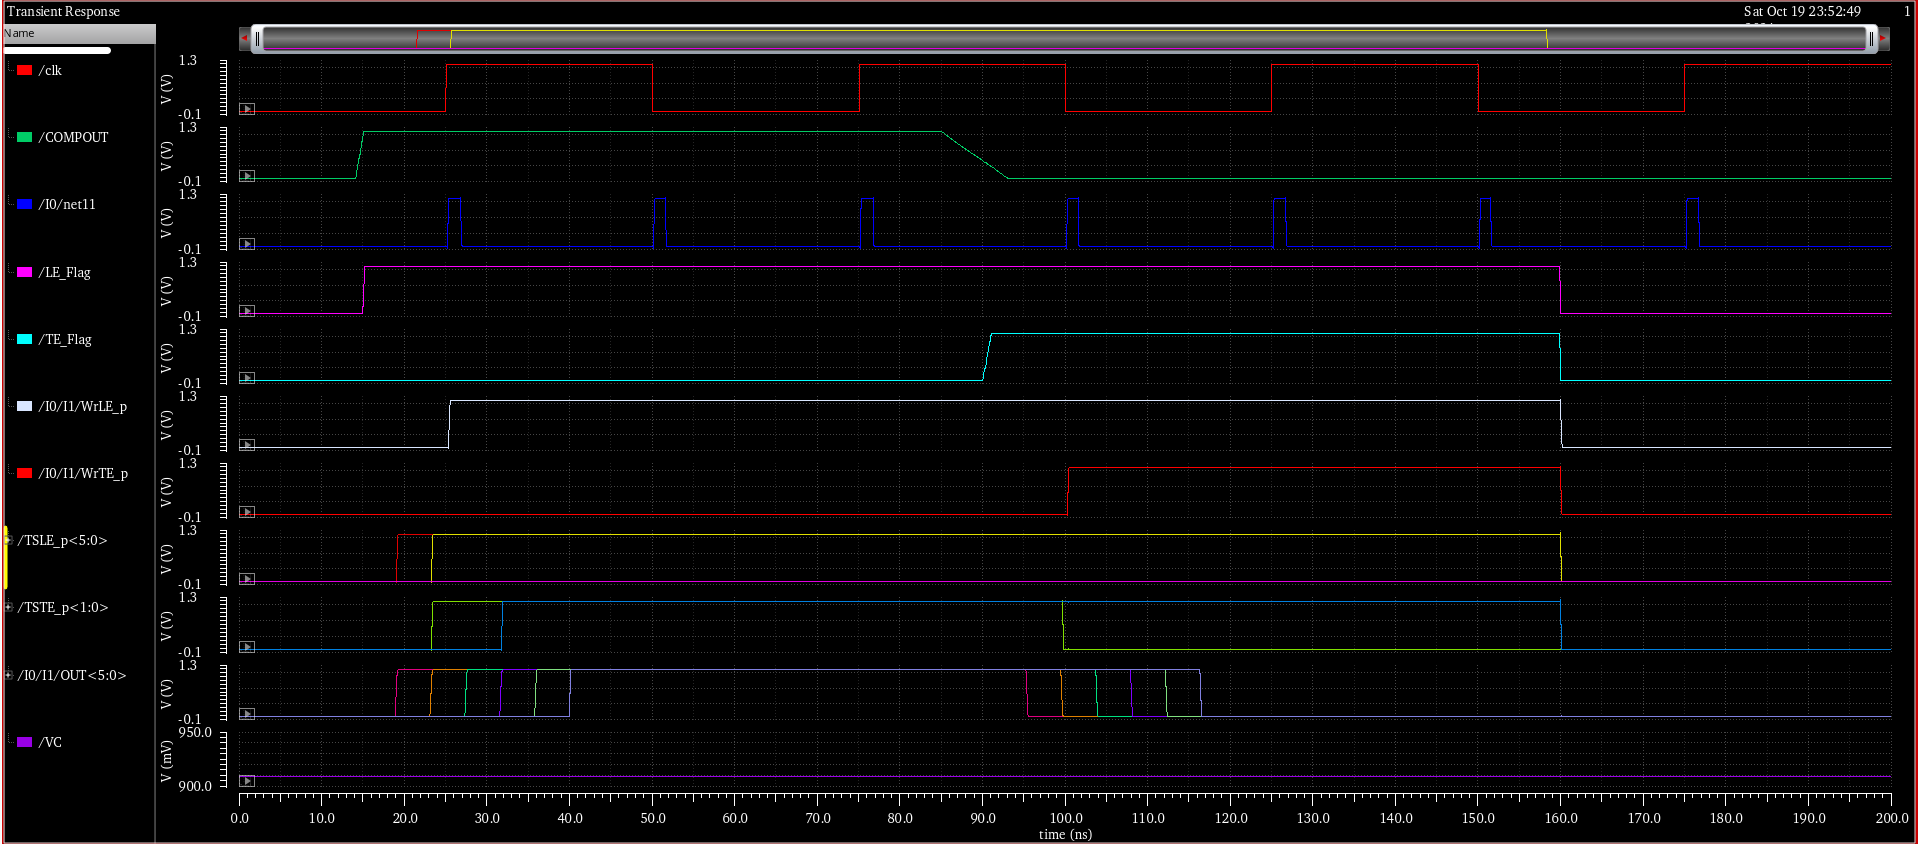 Transient Response
Sat Oct 19 23:52:49 1
Name
/clk
/COMPOUT
/I0/net11
/LE_Flag
/TE_Flag
/I0/I1/WrLE_p
/I0/I1/WrTE_p
/TSLE_p<5:0>
/TSTE_p<1:0>
/I0/I1/OUT<5:0>
/VC
1.3
V (V)
-0.1
1.3
V (V)
-0.1
1.3
V (V)
-0.1
1.3
V (V)
-0.1
1.3
V (V)
-0.1
1.3
V (V)
-0.1
1.3
V (V)
-0.1
1.3
V (V)
-0.1
1.3
V (V)
-0.1
1.3
V (V)
-0.1
950.0
V (mV)
900.0
0.0 10.0 20.0 30.0 40.0 50.0 60.0 70.0 80.0 90.0 100.0 110.0 120.0 130.0 140.0 150.0 160.0 170.0 180.0 190.0 200.0
time (ns)